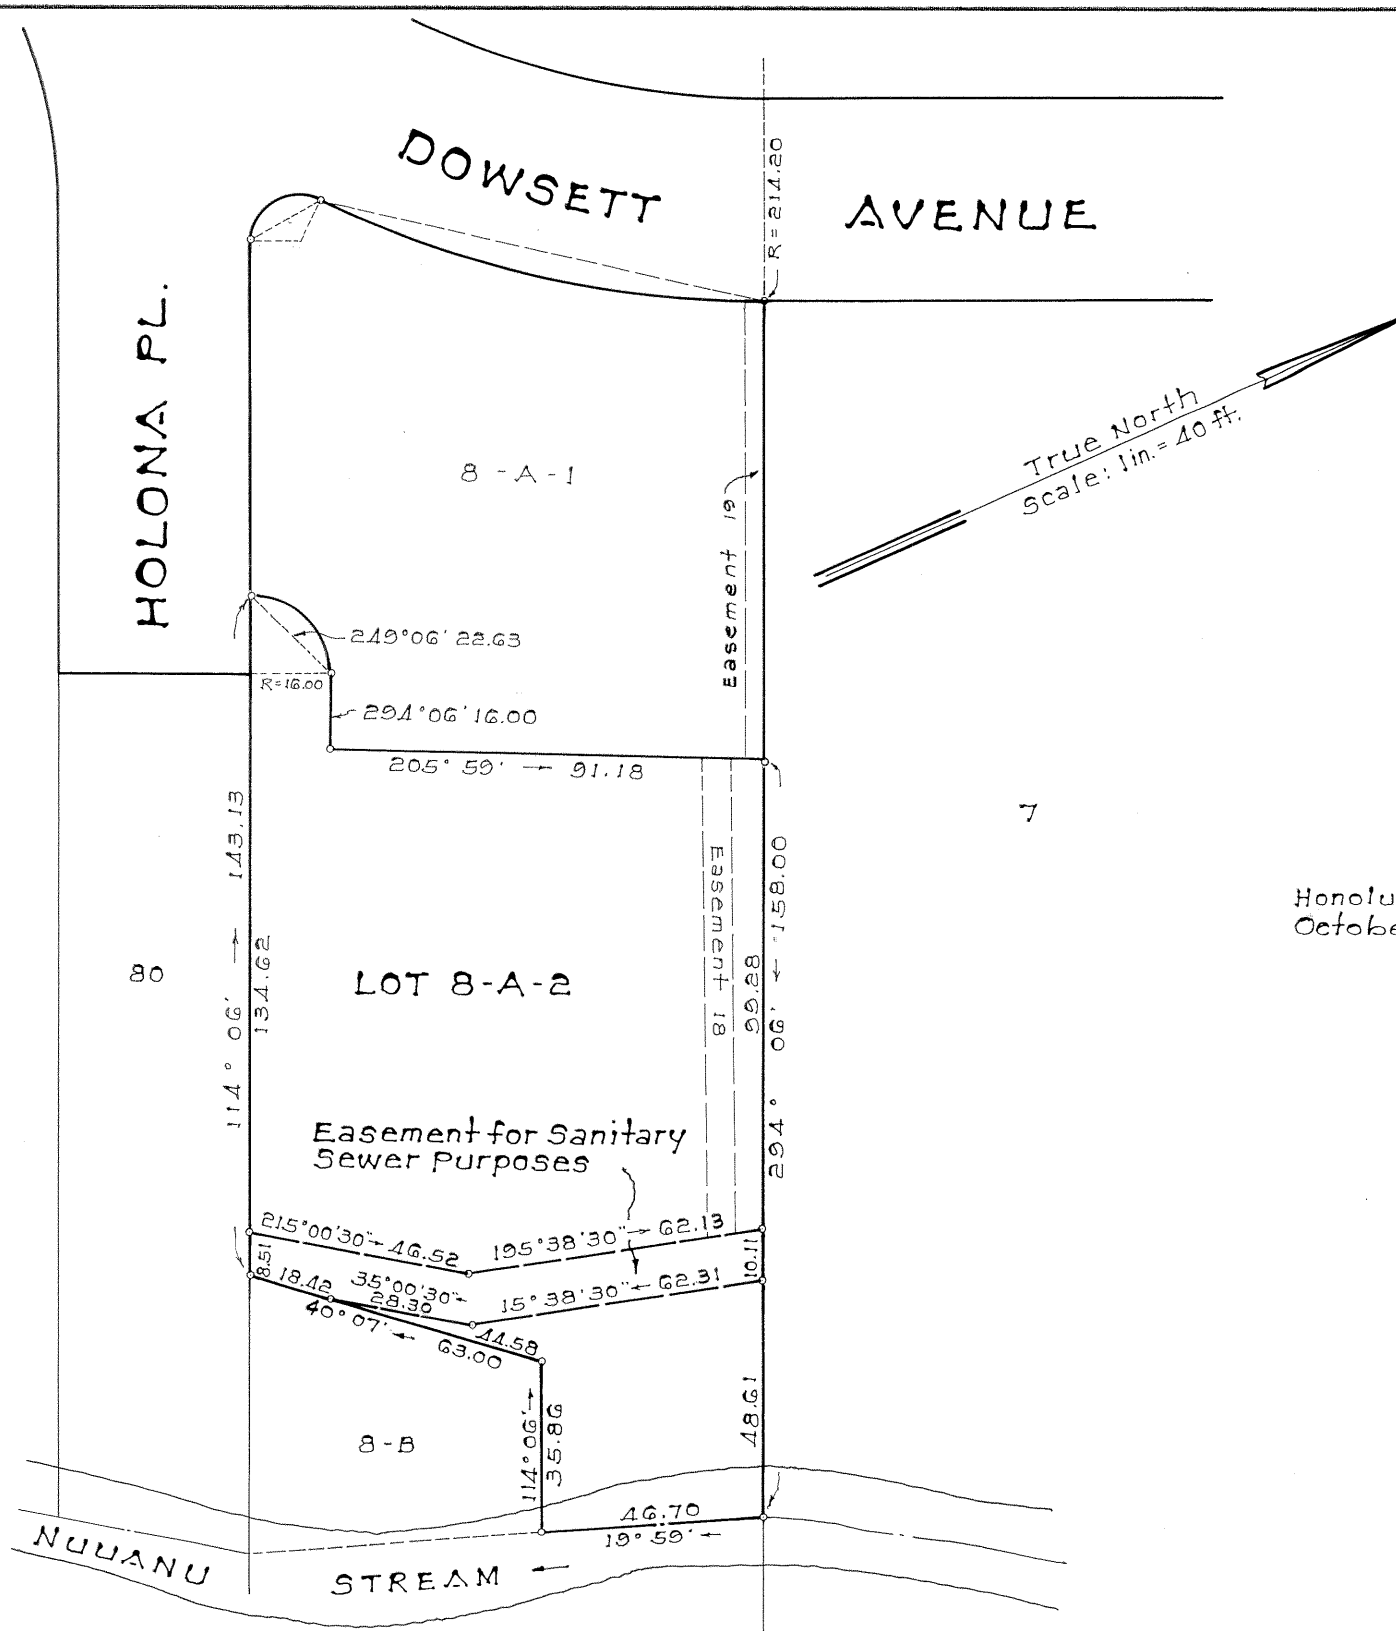 DOWSETT
AVENUE
R = 214.20
HOLONA PL.
8-A-1
Easement 19
True North
Scale: 1in.= 40 ft.
249°06' 22.63
R=16.00
294°06' 16.00
205° 59' → 91.18
7
114° 06' → 143.13
134.62
80
LOT 8-A-2
Easement 18
99.28
294° 06' ← 158.00
Easement for Sanitary
Sewer Purposes
215°00'30"→ 46.52
195°38'30"→ 62.13
8.51
10.11
18.42
35°00'30"←
28.30
15°38'30"← 62.31
40°07' ← 63.00
44.58
8-B
114°06'→
35.86
48.61
46.70
19°59' ←
NUUANU
STREAM